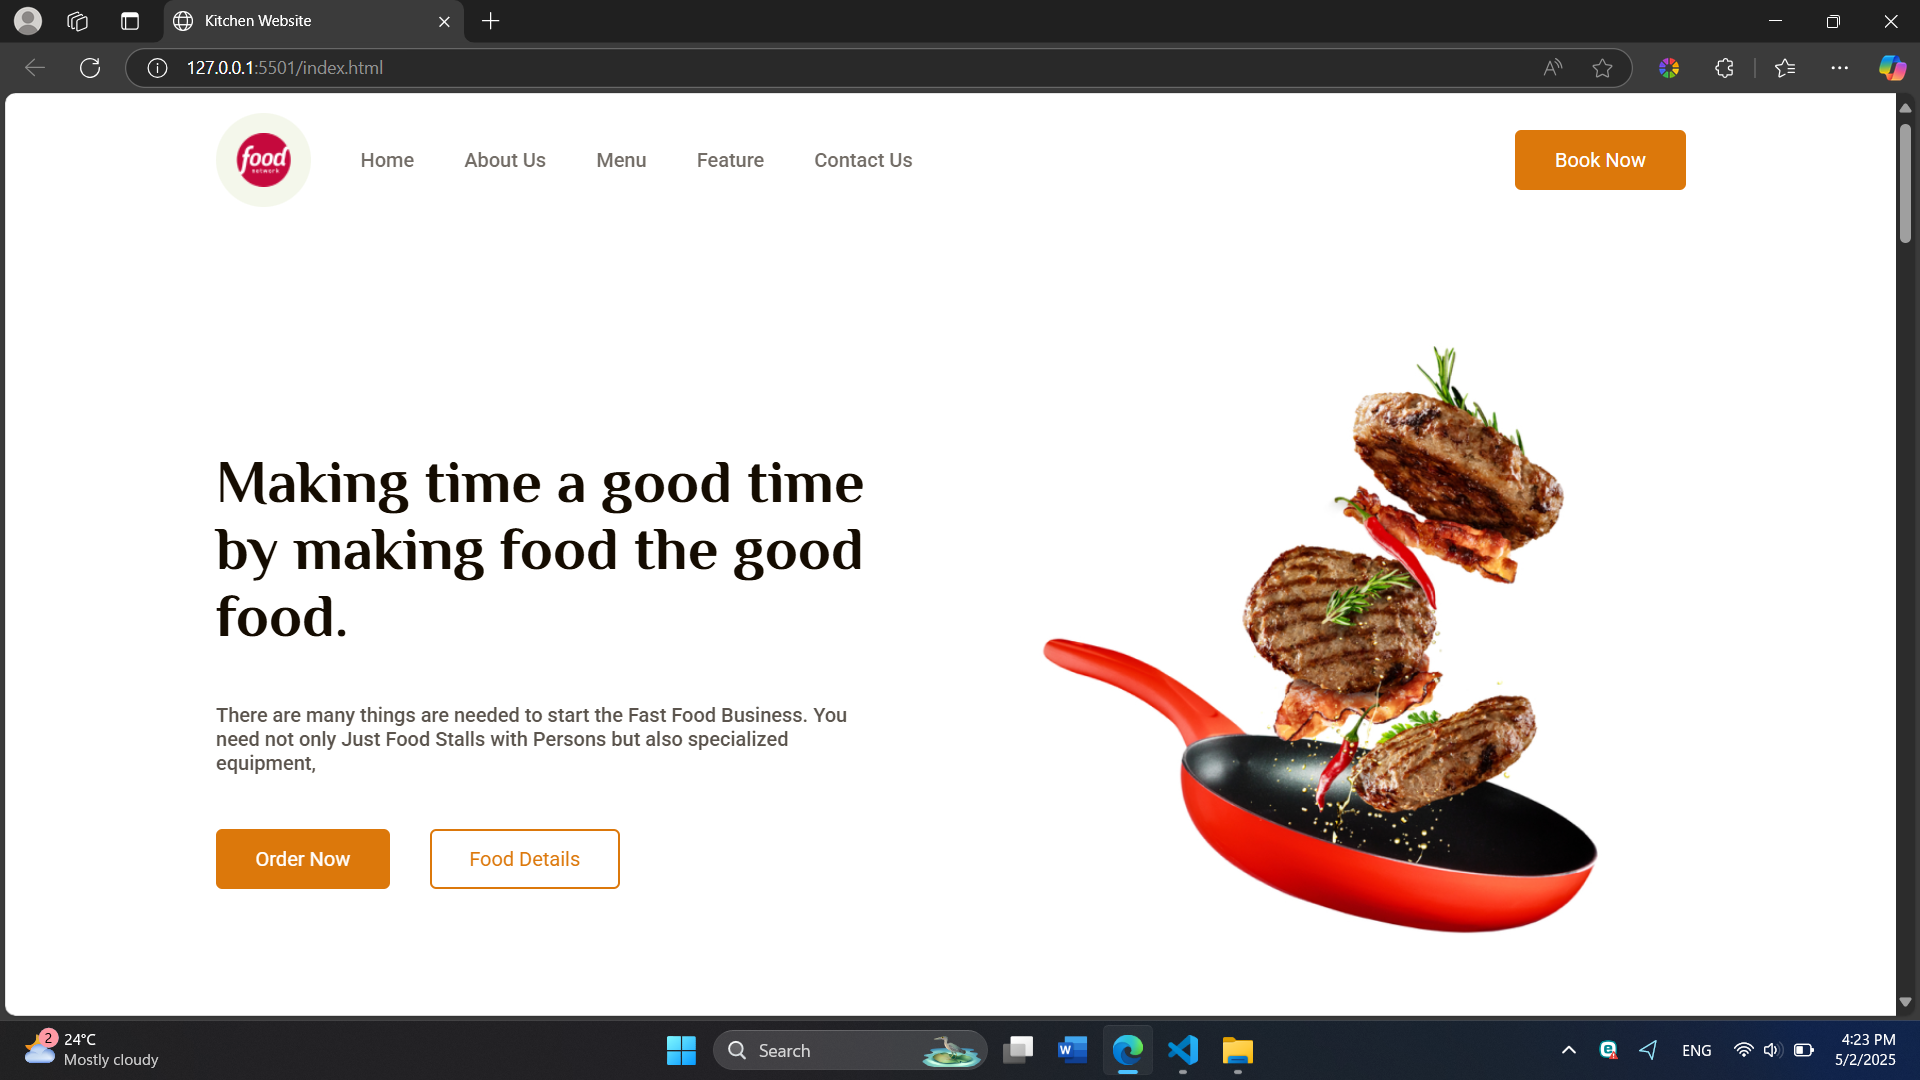 Kitchen Website
127.0.0.1:5501/index.html
food
network
Home
About Us
Menu
Feature
Contact Us
Book Now
Making time a good time
by making food the good
food.
There are many things are needed to start the Fast Food Business. You
need not only Just Food Stalls with Persons but also specialized
equipment,
Order Now
Food Details
2
24°C
Mostly cloudy
Search
ENG
4:23 PM
5/2/2025